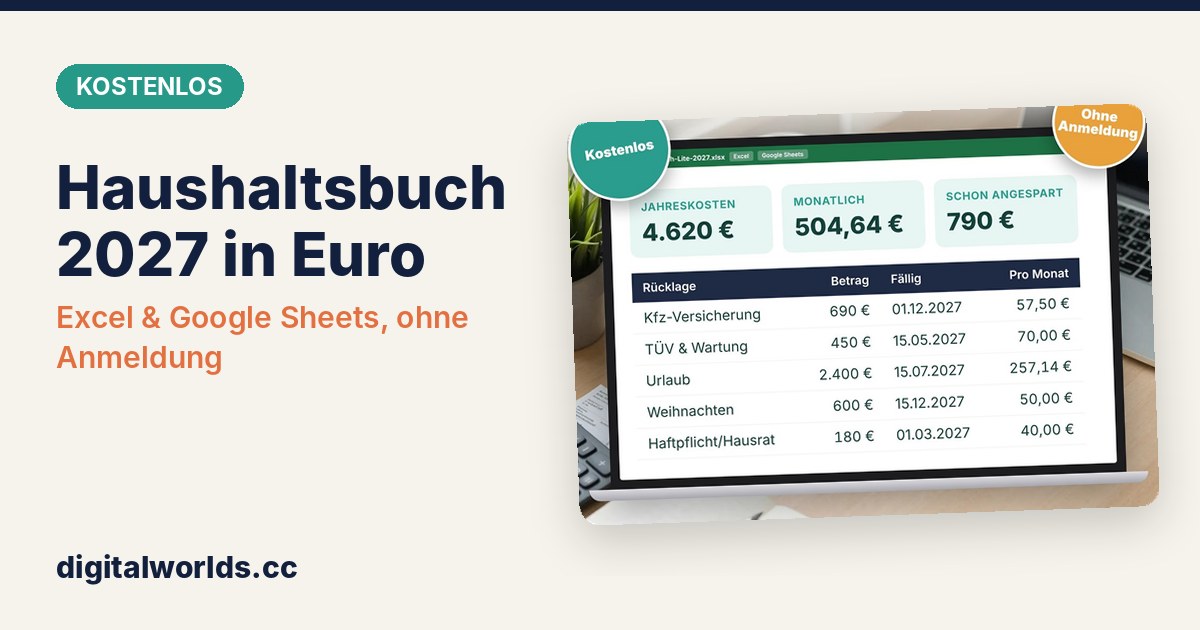 KOSTENLOS
Haushaltsbuch
2027 in Euro
Excel & Google Sheets, ohne
Anmeldung
digitalworlds.cc
Kostenlos
Ohne
Anmeldung
h-Lite-2027.xlsx Excel Google Sheets
JAHRESKOSTEN MONATLICH SCHON ANGESPART
4.620 € 504,64 € 790 €
Rücklage Betrag Fällig Pro Monat
Kfz-Versicherung 690 € 01.12.2027 57,50 €
TÜV & Wartung 450 € 15.05.2027 70,00 €
Urlaub 2.400 € 15.07.2027 257,14 €
Weihnachten 600 € 15.12.2027 50,00 €
Haftpflicht/Hausrat 180 € 01.03.2027 40,00 €